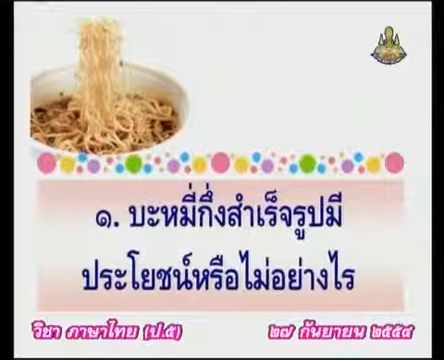 ๑. บะหมี่กึ่งสำเร็จรูปมี
ประโยชน์หรือไม่อย่างไร
วิชา ภาษาไทย (ป.๕) ๒๗ กันยายน ๒๕๕๔